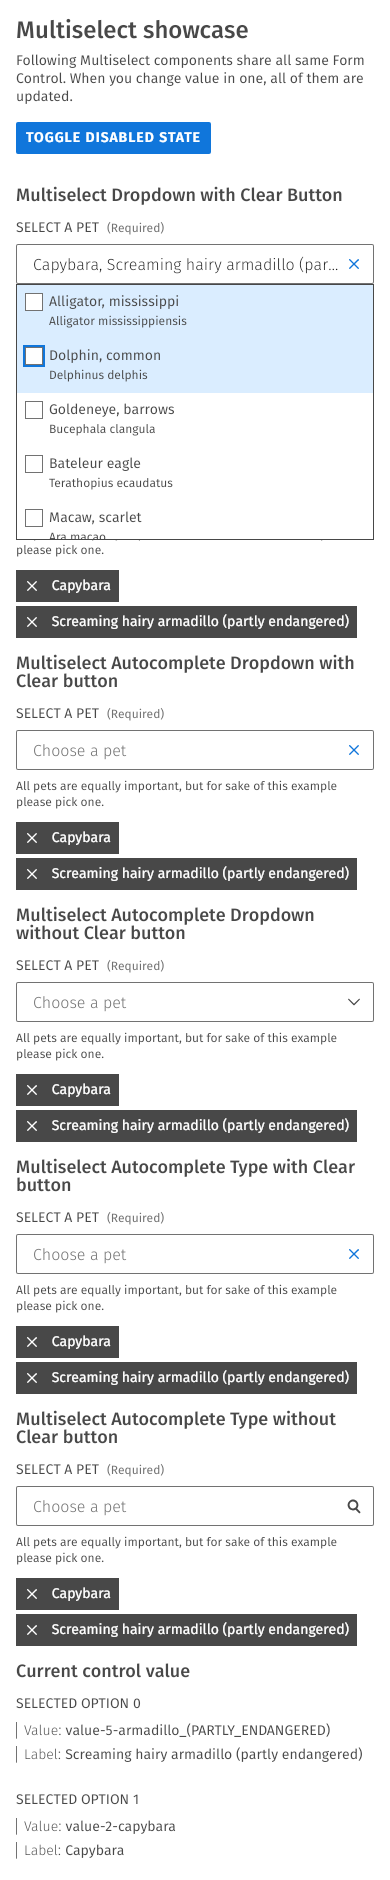 Multiselect showcase
Following Multiselect components share all same Form
Control. When you change value in one, all of them are
updated.
TOGGLE DISABLED STATE
Multiselect Dropdown with Clear Button
SELECT A PET (Required)
Capybara, Screaming hairy armadillo (par...
Alligator, mississippi
Alligator mississippiensis
Dolphin, common
Delphinus delphis
Goldeneye, barrows
Bucephala clangula
Bateleur eagle
Terathopius ecaudatus
Macaw, scarlet
Ara macao
please pick one.
Capybara
Screaming hairy armadillo (partly endangered)
Multiselect Autocomplete Dropdown with
Clear button
SELECT A PET (Required)
Choose a pet
All pets are equally important, but for sake of this example
please pick one.
Capybara
Screaming hairy armadillo (partly endangered)
Multiselect Autocomplete Dropdown
without Clear button
SELECT A PET (Required)
Choose a pet
All pets are equally important, but for sake of this example
please pick one.
Capybara
Screaming hairy armadillo (partly endangered)
Multiselect Autocomplete Type with Clear
button
SELECT A PET (Required)
Choose a pet
All pets are equally important, but for sake of this example
please pick one.
Capybara
Screaming hairy armadillo (partly endangered)
Multiselect Autocomplete Type without
Clear button
SELECT A PET (Required)
Choose a pet
All pets are equally important, but for sake of this example
please pick one.
Capybara
Screaming hairy armadillo (partly endangered)
Current control value
SELECTED OPTION 0
Value: value-5-armadillo_(PARTLY_ENDANGERED)
Label: Screaming hairy armadillo (partly endangered)
SELECTED OPTION 1
Value: value-2-capybara
Label: Capybara